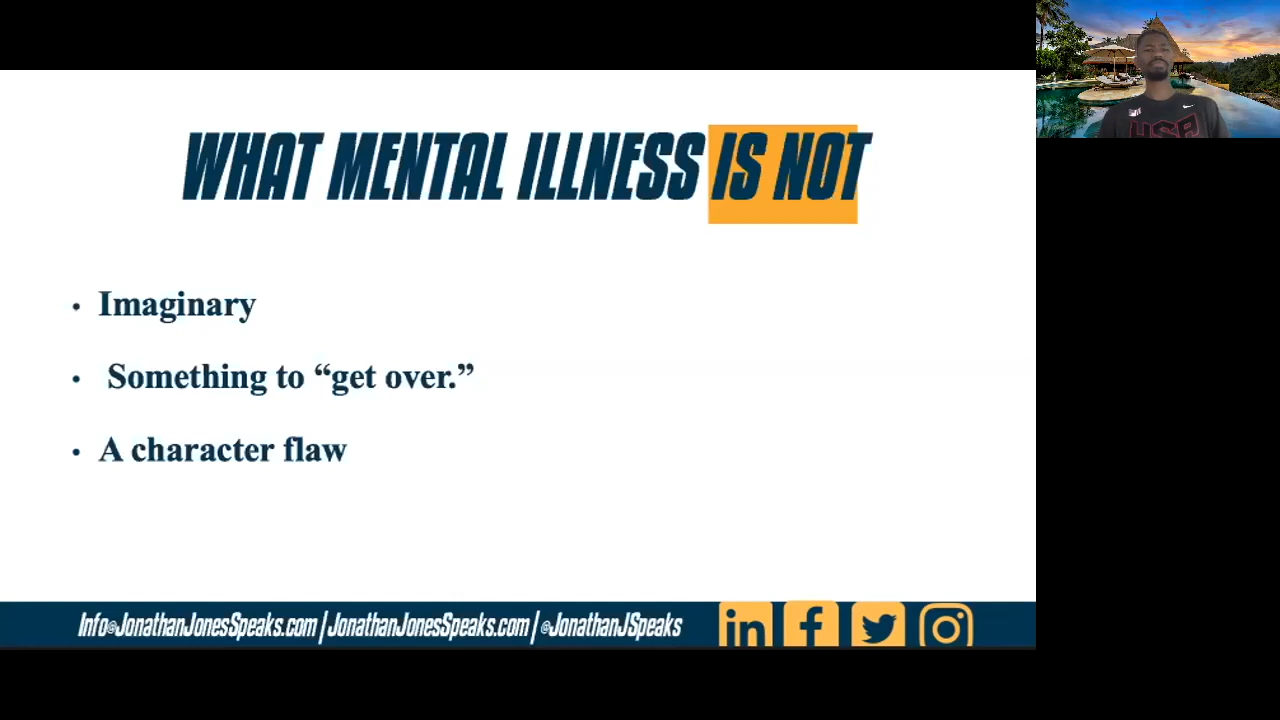 WHAT MENTAL ILLNESS IS NOT
• Imaginary
• Something to “get over.”
• A character flaw
Info@JonathanJonesSpeaks.com | JonathanJonesSpeaks.com | @JonathanJSpeaks
in f
USA